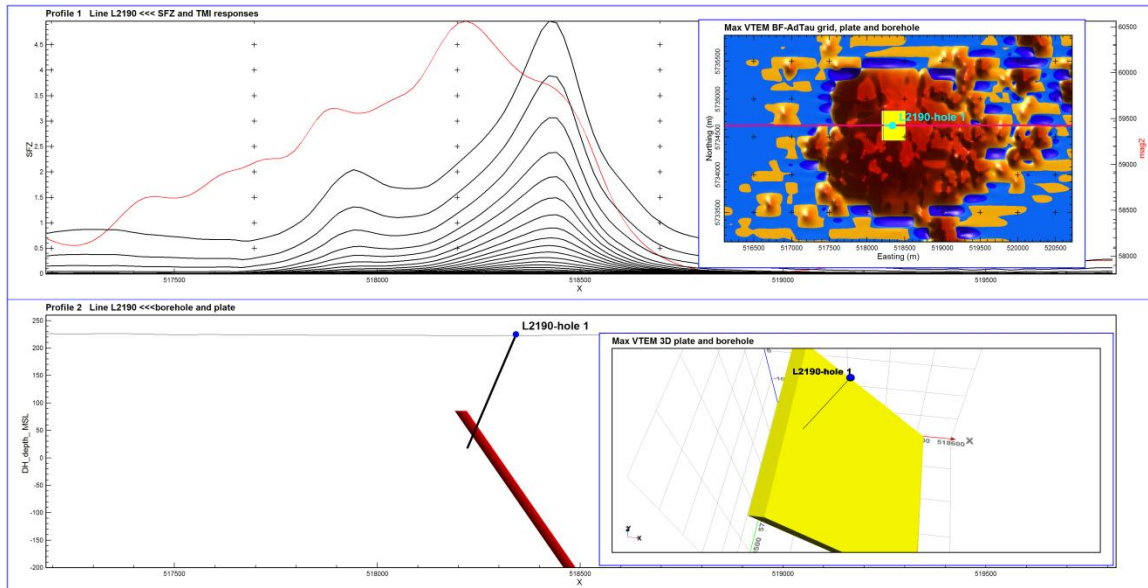 Profile 1 Line L2190 <<< SFZ and TMI responses
SFZ
4.5
4
3.5
3
2.5
2
1.5
1
0.5
0
517500
518000
518500
519000
519500
X
60500
60000
59500
59000
58500
58000
mag2
Max VTEM BF-AdTau grid, plate and borehole
Northing (m)
5735500
5735000
5734500
5734000
5733500
L2190-hole 1
516500 517000 517500 518000 518500 519000 519500 520000 520500
Easting (m)
Profile 2 Line L2190 <<<borehole and plate
DH_depth_MSL
250
200
150
100
50
0
-50
-100
-150
-200
L2190-hole 1
517500
518000
518500
519000
519500
X
Max VTEM 3D plate and borehole
L2190-hole 1
518600
X